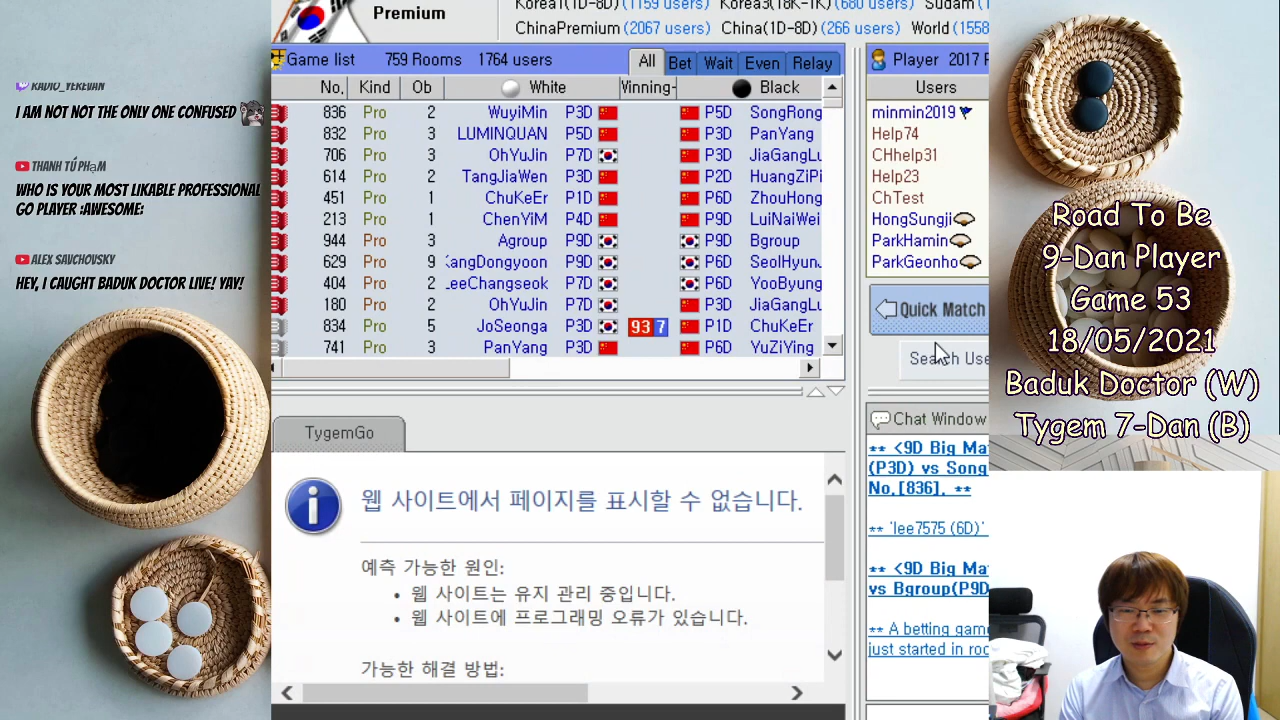 RADIO_YEREVAN
I AM NOT NOT THE ONLY ONE CONFUSED
THANH TÚ PHẠM
WHO IS YOUR MOST LIKABLE PROFESSIONAL
GO PLAYER :AWESOME:
ALEX SAVCHOVSKY
HEY, I CAUGHT BADUK DOCTOR LIVE! YAY!
Premium
Korea1(1D-8D) (1159 users) Korea3(18K-1K) (680 users) Sudam (1
ChinaPremium (2067 users) China(1D-8D) (266 users) World (1558
Game list 759 Rooms 1764 users All Bet Wait Even Relay
No. Kind Ob White Winning- Black
836 Pro 2 WuyiMin P3D P5D SongRong
832 Pro 3 LUMINQUAN P5D P3D PanYang
706 Pro 3 OhYuJin P7D P3D JiaGangLu
614 Pro 2 TangJiaWen P3D P2D HuangZiPi
451 Pro 1 ChuKeEr P1D P6D ZhouHong
213 Pro 1 ChenYiM P4D P9D LuiNaiWei
944 Pro 3 Agroup P9D P9D Bgroup
629 Pro 9 KangDongyoon P9D P6D SeolHyunJ
404 Pro 2 LeeChangseok P7D P6D YooByung
180 Pro 2 OhYuJin P7D P3D JiaGangLu
834 Pro 5 JoSeonga P3D 93 7 P1D ChuKeEr
741 Pro 3 PanYang P3D P6D YuZiYing
Player 2017 P
Users
minmin2019
Help74
CHhelp31
Help23
ChTest
HongSungji
ParkHamin
ParkGeonho
Quick Match
Search Use
Chat Window
** <9D Big Ma
(P3D) vs Song
No.[836]. **
** 'lee7575 (6D)'
** <9D Big Ma
vs Bgroup(P9D
** A betting game
just started in roo
TygemGo
웹 사이트에서 페이지를 표시할 수 없습니다.
예측 가능한 원인:
• 웹 사이트는 유지 관리 중입니다.
• 웹 사이트에 프로그래밍 오류가 있습니다.
가능한 해결 방법:
Road To Be
9-Dan Player
Game 53
18/05/2021
Baduk Doctor (W)
Tygem 7-Dan (B)